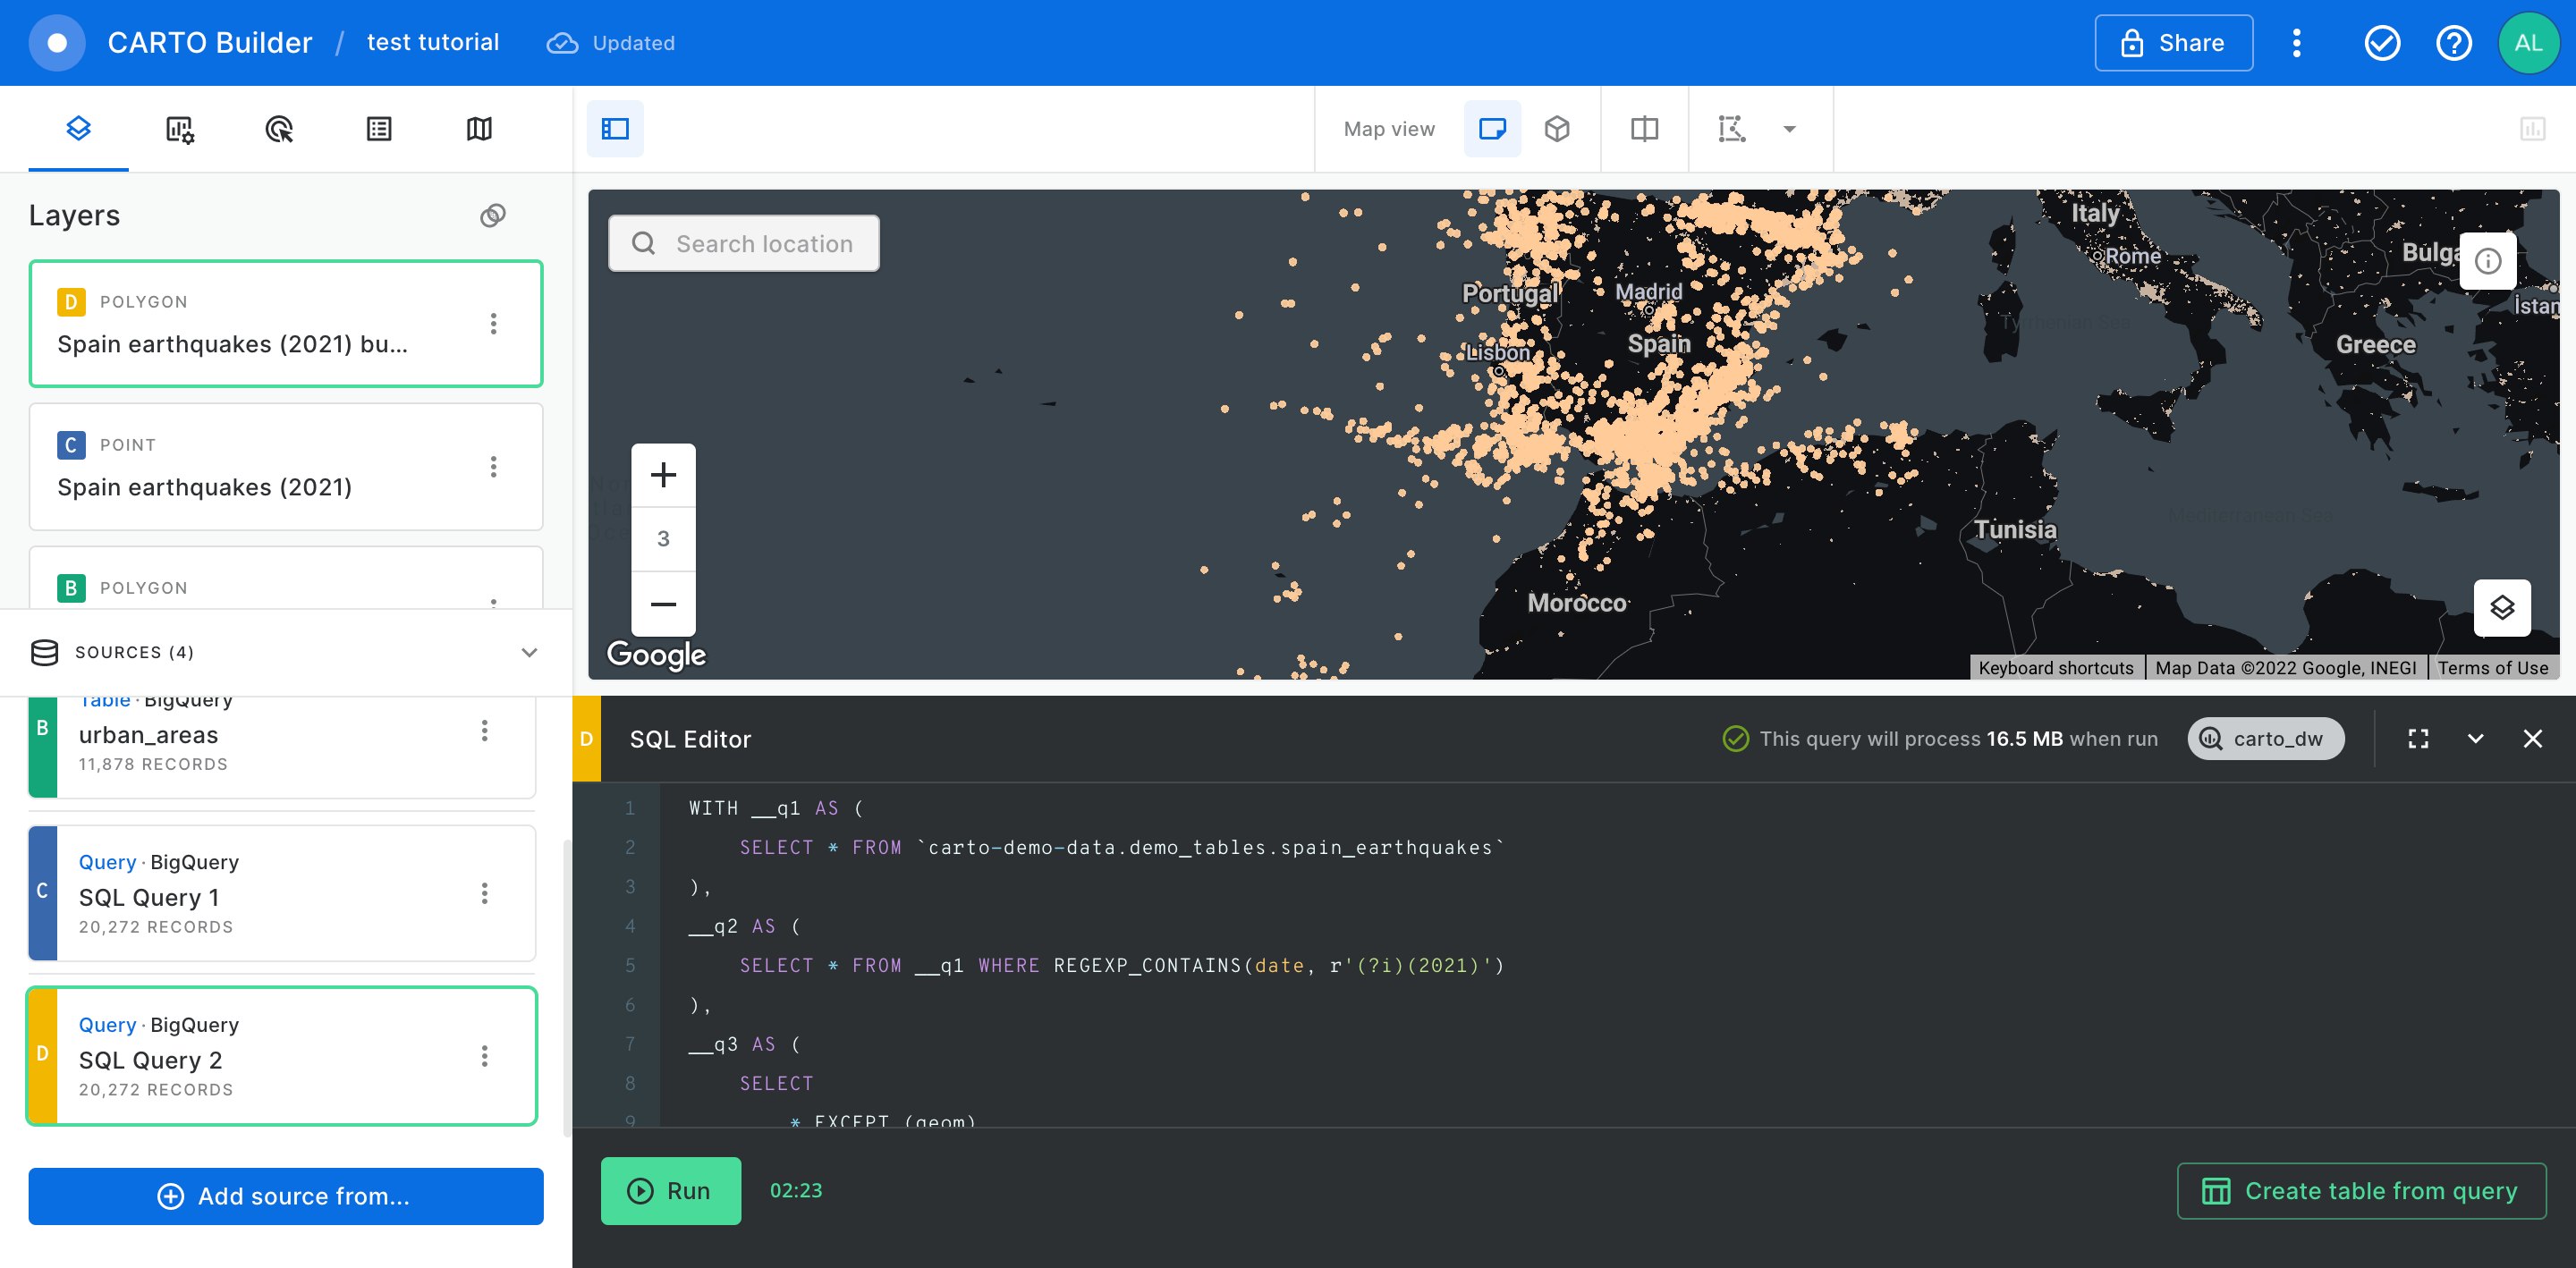 CARTO Builder / test tutorial Updated
Share
AL
Map view
Layers
D POLYGON
Spain earthquakes (2021) bu...
C POINT
Spain earthquakes (2021)
B POLYGON
SOURCES (4)
B
Table · BigQuery
urban_areas
11,878 RECORDS
C
Query · BigQuery
SQL Query 1
20,272 RECORDS
D
Query · BigQuery
SQL Query 2
20,272 RECORDS
Add source from...
Search location
3
Google
Italy
Rome
Bulga
İstan
Portugal
Madrid
Spain
Lisbon
Tyrrhenian Sea
Greece
Tunisia
Mediterranean Sea
Morocco
Keyboard shortcuts
Map Data ©2022 Google, INEGI
Terms of Use
D
SQL Editor
This query will process 16.5 MB when run
carto_dw
1 WITH __q1 AS (
2 SELECT * FROM `carto-demo-data.demo_tables.spain_earthquakes`
3 ),
4 __q2 AS (
5 SELECT * FROM __q1 WHERE REGEXP_CONTAINS(date, r'(?i)(2021)')
6 ),
7 __q3 AS (
8 SELECT
9 * EXCEPT (geom)
Run
02:23
Create table from query